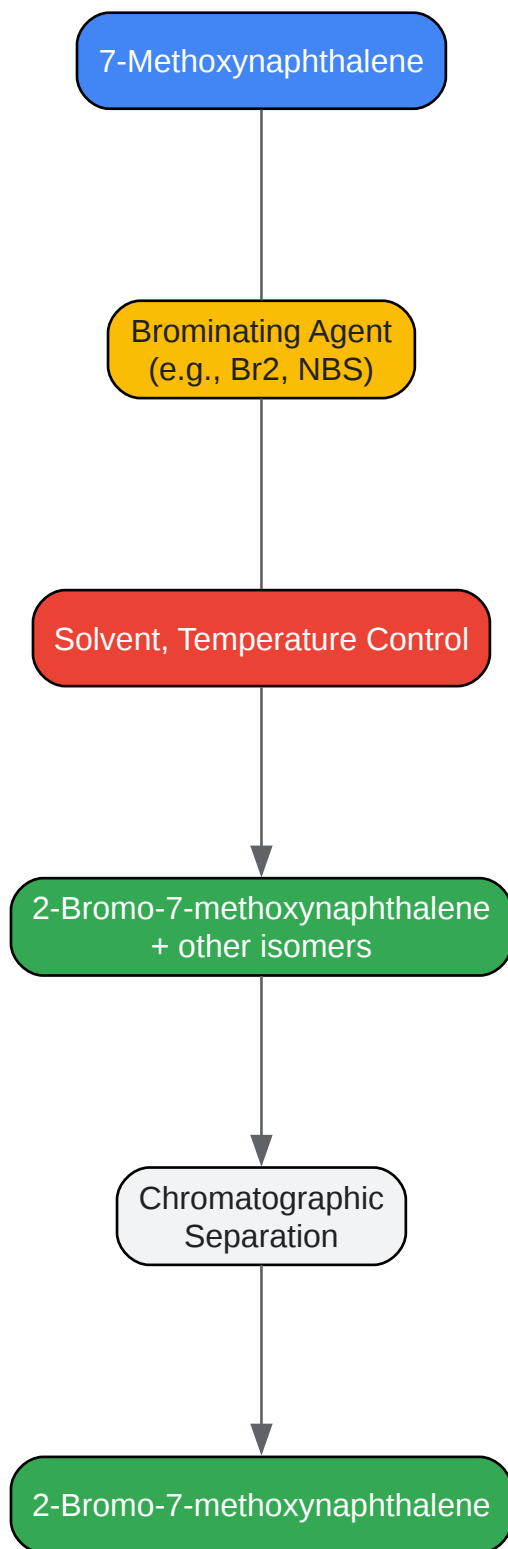 7-Methoxynaphthalene
Brominating Agent
(e.g., Br2, NBS)
Solvent, Temperature Control
2-Bromo-7-methoxynaphthalene
+ other isomers
Chromatographic
Separation
2-Bromo-7-methoxynaphthalene